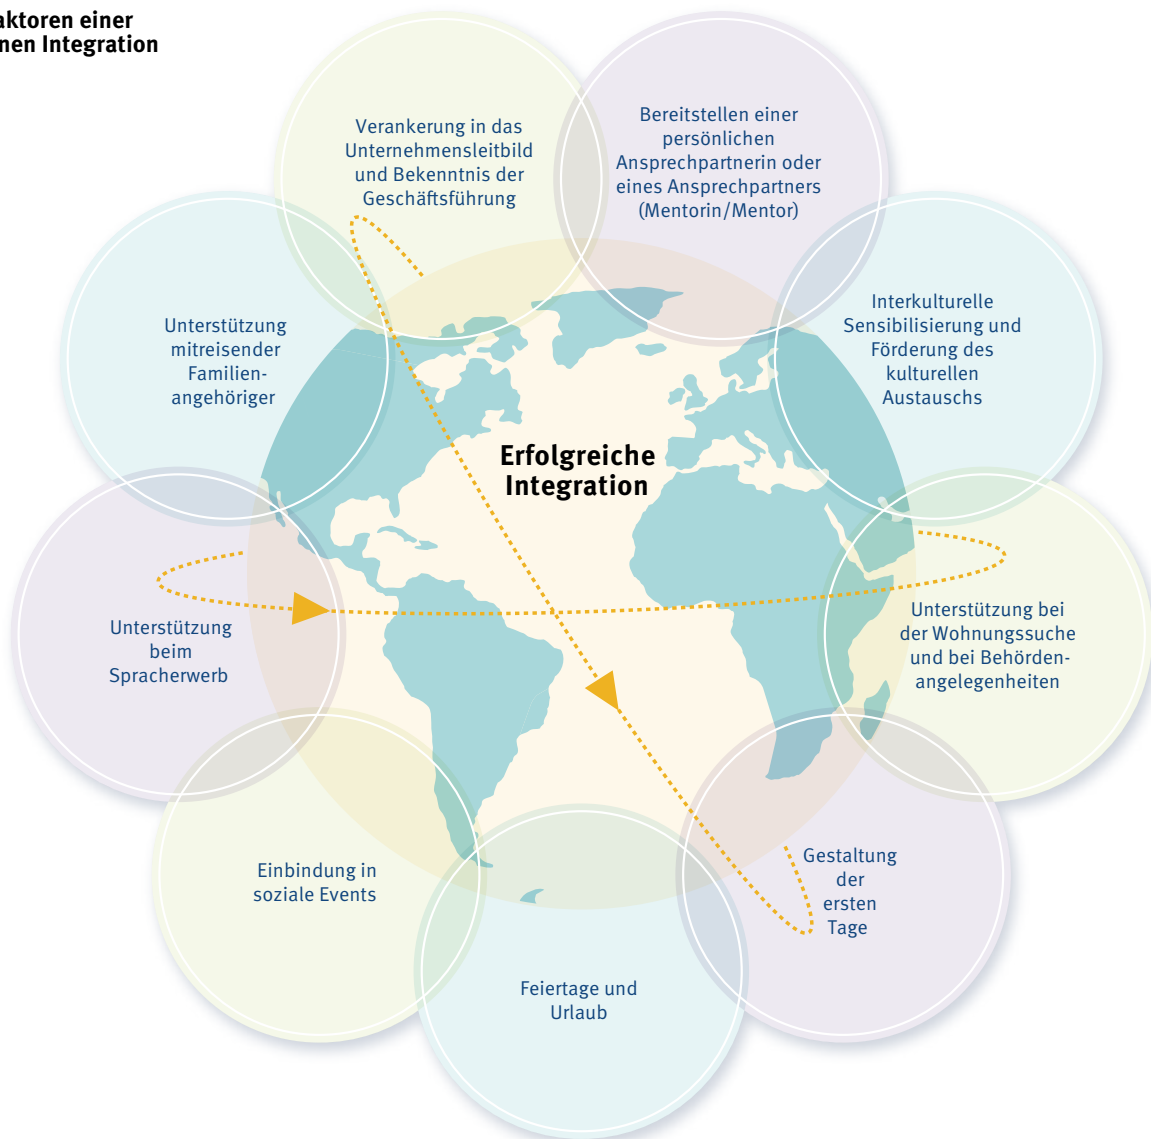 aktoren einer
nen Integration
Verankerung in das
Unternehmensleitbild
und Bekenntnis der
Geschäftsführung
Bereitstellen einer
persönlichen
Ansprechpartnerin oder
eines Ansprechpartners
(Mentorin/Mentor)
Interkulturelle
Sensibilisierung und
Förderung des
kulturellen
Austauschs
Unterstützung
mitreisender
Familien-
angehöriger
Erfolgreiche
Integration
Unterstützung bei
der Wohnungssuche
und bei Behörden-
angelegenheiten
Unterstützung
beim
Spracherwerb
Gestaltung
der
ersten
Tage
Einbindung in
soziale Events
Feiertage und
Urlaub